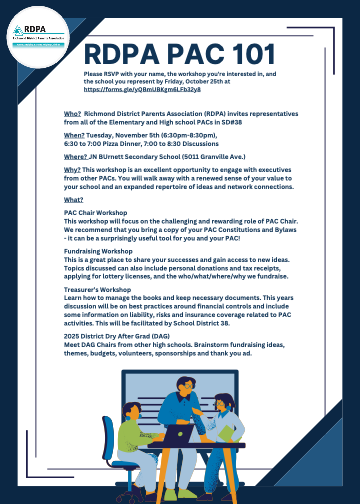 RDPA
RDPA PAC 101
Please RSVP with your name, the workshop you're interested in, and
the school you represent by Friday, October 25th at
Who? Richmond District Parents Association (RDPA) invites representatives
from all of the Elementary and High school PACs in SD#38
When? Tuesday, November 5th (6:30pm-8:30pm),
6:30 to 7:00 Pizza Dinner, 7:00 to 8:30 Discussions
Where? JN BUrnett Secondary School (5011 Granville Ave.)
Why? This workshop is an excellent opportunity to engage with executives
from other PACs. You will walk away with a renewed sense of your value to
your school and an expanded repertoire of ideas and network connections.
What?
PAC Chair Workshop
This workshop will focus on the challenging and rewarding role of PAC Chair.
We recommend that you bring a copy of your PAC Constitution and Bylaws
- it can be a surprisingly useful tool for you and your PAC!
Fundraising Workshop
This is a great place to share your successes and gain access to new ideas.
Topics discussed can also include personal donations and tax receipts,
applying for lottery licenses, and the who/what/where/why we fundraise.
Treasurer's Workshop
Learn how to manage the books and keep necessary documents. This years
discussion will be on best practices around financial controls and include
some information on liability, risks and insurance coverage related to PAC
activities. This will be facilitated by School District 38.
2025 District Dry After Grad (DAG)
Meet DAG Chairs from other high schools. Brainstorm fundraising ideas,
themes, budgets, volunteers, sponsorships and thank you ad.